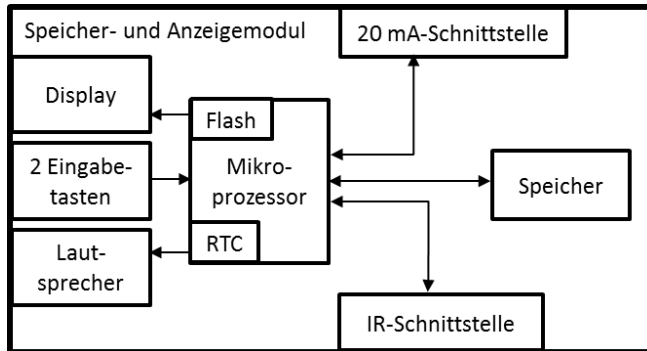 Speicher- und Anzeigemodul
20 mA-Schnittstelle
Display
Flash
2 Eingabe-
tasten
Mikro-
prozessor
Speicher
RTC
Laut-
sprecher
IR-Schnittstelle